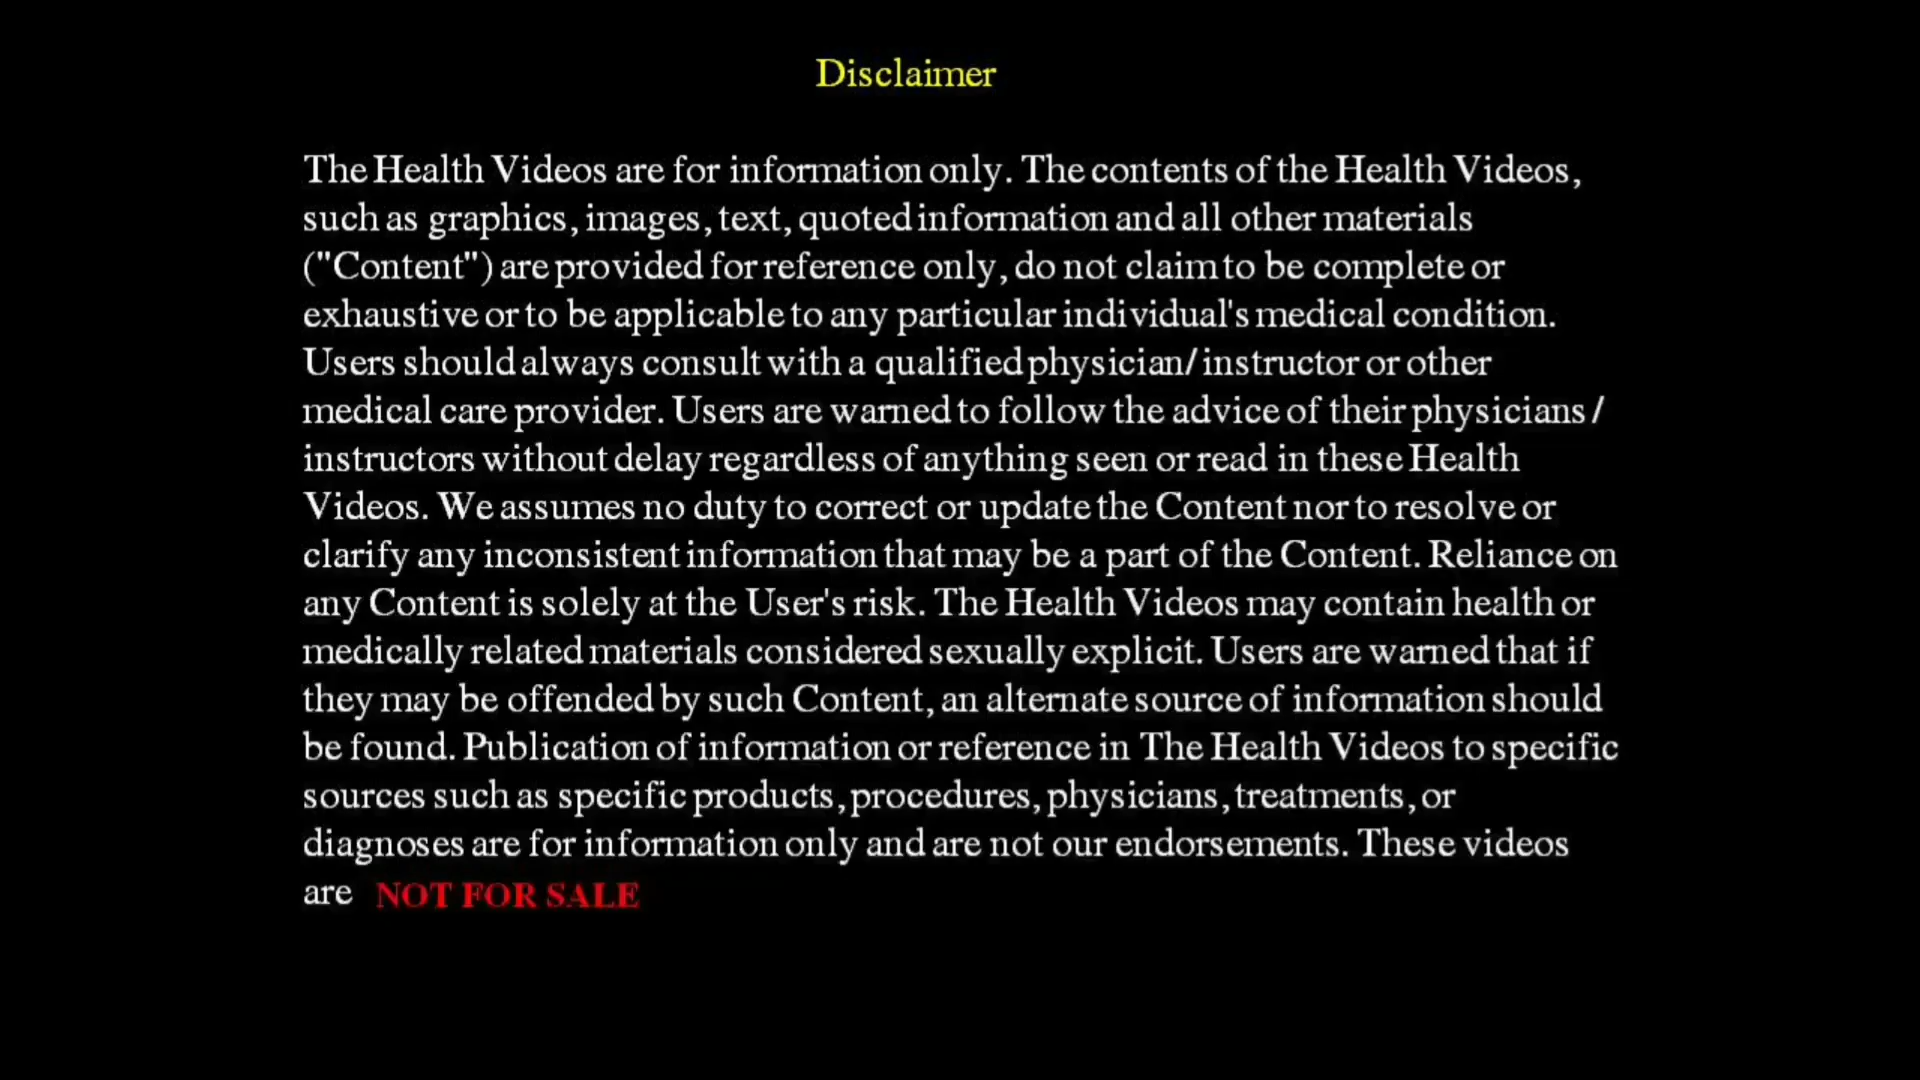 Disclaimer
The Health Videos are for information only. The contents of the Health Videos,
such as graphics, images, text, quoted information and all other materials
("Content") are provided for reference only, do not claim to be complete or
exhaustive or to be applicable to any particular individual's medical condition.
Users should always consult with a qualified physician/ instructor or other
medical care provider. Users are warned to follow the advice of their physicians /
instructors without delay regardless of anything seen or read in these Health
Videos. We assumes no duty to correct or update the Content nor to resolve or
clarify any inconsistent information that may be a part of the Content. Reliance on
any Content is solely at the User's risk. The Health Videos may contain health or
medically related materials considered sexually explicit. Users are warned that if
they may be offended by such Content, an alternate source of information should
be found. Publication of information or reference in The Health Videos to specific
sources such as specific products, procedures, physicians, treatments, or
diagnoses are for information only and are not our endorsements. These videos
are NOT FOR SALE